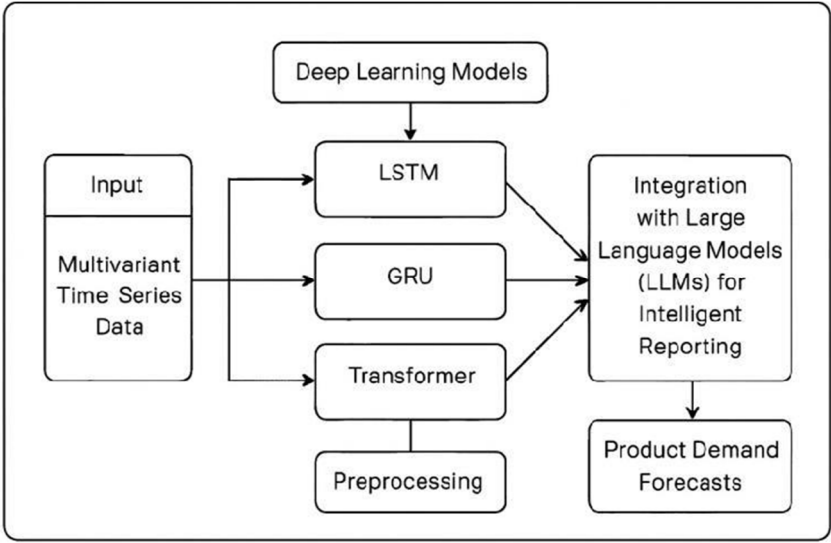 Deep Learning Models
Input
Multivariant
Time Series
Data
LSTM
GRU
Transformer
Preprocessing
Integration
with Large
Language Models
(LLMs) for
Intelligent
Reporting
Product Demand
Forecasts